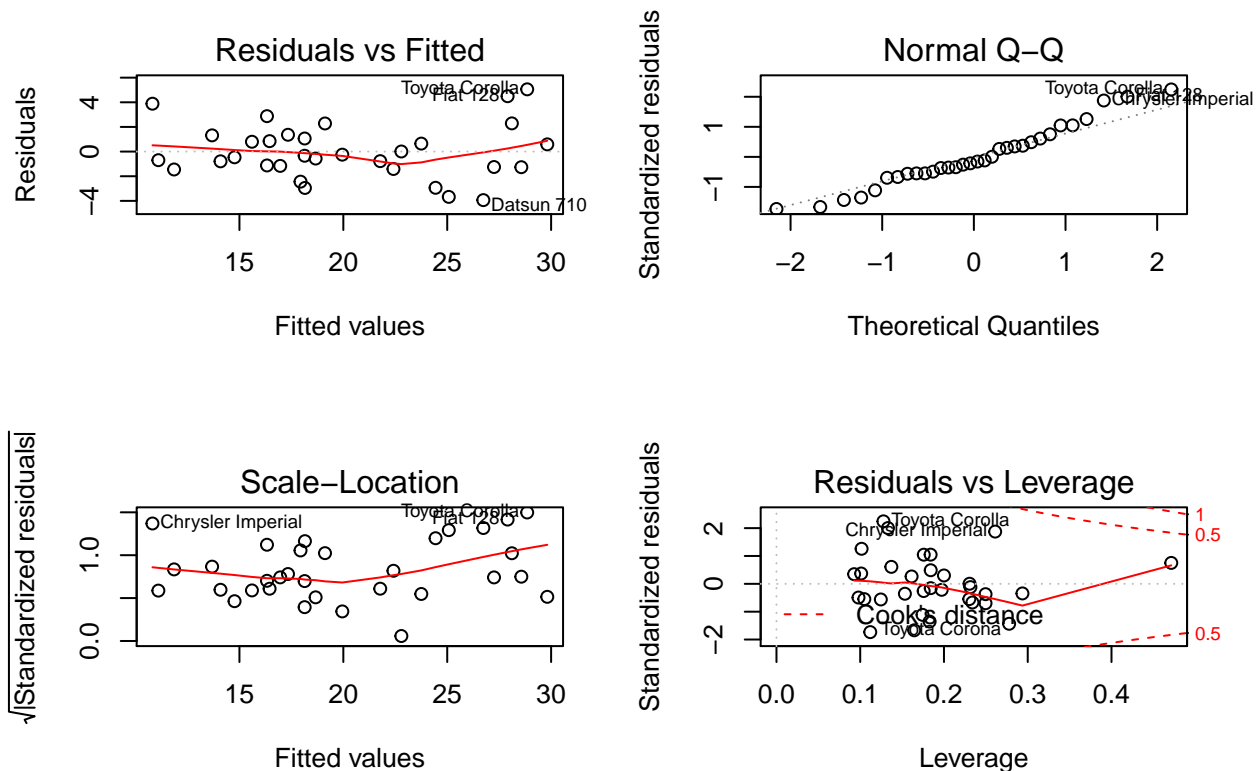 Residuals vs Fitted
Residuals
−4
0
4
Toyota Corolla
Fiat 128
Datsun 710
15
20
25
30
Fitted values
Normal Q−Q
Standardized residuals
−1
1
Toyota Corolla
Fiat 128
Chrysler Imperial
−2
−1
0
1
2
Theoretical Quantiles
Scale−Location
√|Standardized residuals|
0.0
1.0
Chrysler Imperial
Toyota Corolla
Fiat 128
15
20
25
30
Fitted values
Residuals vs Leverage
Standardized residuals
−2
0
2
Toyota Corolla
Chrysler Imperial
Cook's distance
Toyota Corona
1
0.5
0.5
0.0
0.1
0.2
0.3
0.4
Leverage